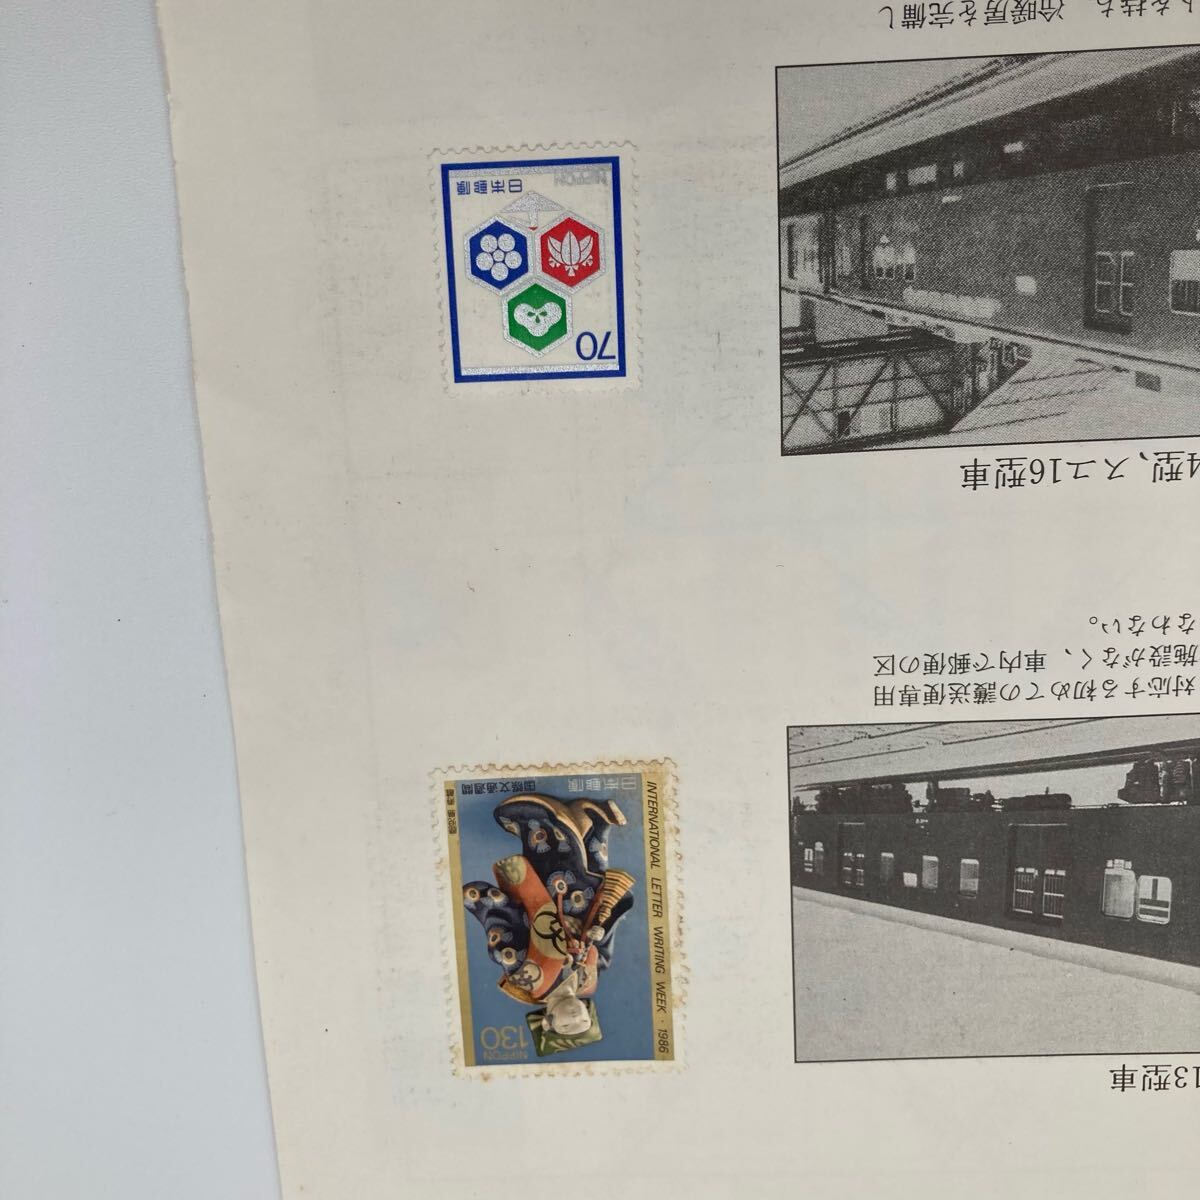 13型車
対応する初めての護送便専用
施設がなく、車内で郵便の区
なわない。
4型、スユ16型車
冷暖房を完備し
NIPPON
130
INTERNATIONAL LETTER WRITING WEEK・1986
日本郵便
国際文通週間
70
日本郵便
NIPPON